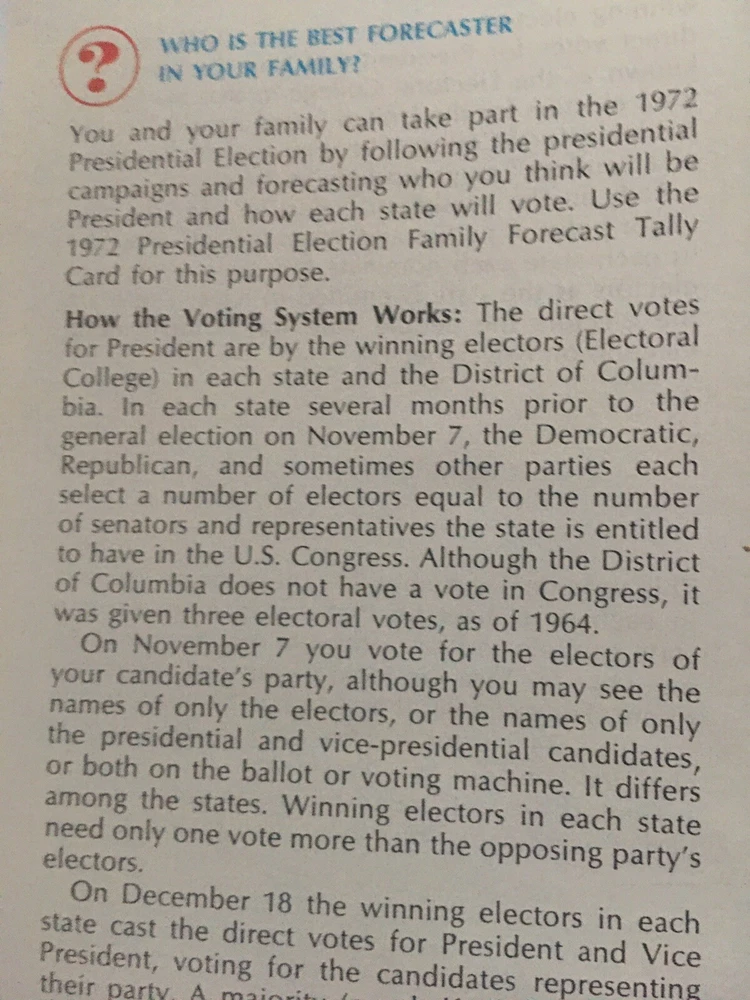 ?
WHO IS THE BEST FORECASTER
IN YOUR FAMILY?
You and your family can take part in the 1972
Presidential Election by following the presidential
campaigns and forecasting who you think will be
President and how each state will vote. Use the
1972 Presidential Election Family Forecast Tally
Card for this purpose.
How the Voting System Works: The direct votes
for President are by the winning electors (Electoral
College) in each state and the District of Colum-
bia. In each state several months prior to the
general election on November 7, the Democratic,
Republican, and sometimes other parties each
select a number of electors equal to the number
of senators and representatives the state is entitled
to have in the U.S. Congress. Although the District
of Columbia does not have a vote in Congress, it
was given three electoral votes, as of 1964.
On November 7 you vote for the electors of
your candidate's party, although you may see the
names of only the electors, or the names of only
the presidential and vice-presidential candidates,
or both on the ballot or voting machine. It differs
among the states. Winning electors in each state
need only one vote more than the opposing party's
electors.
On December 18 the winning electors in each
state cast the direct votes for President and Vice
President, voting for the candidates representing
their party. A majority